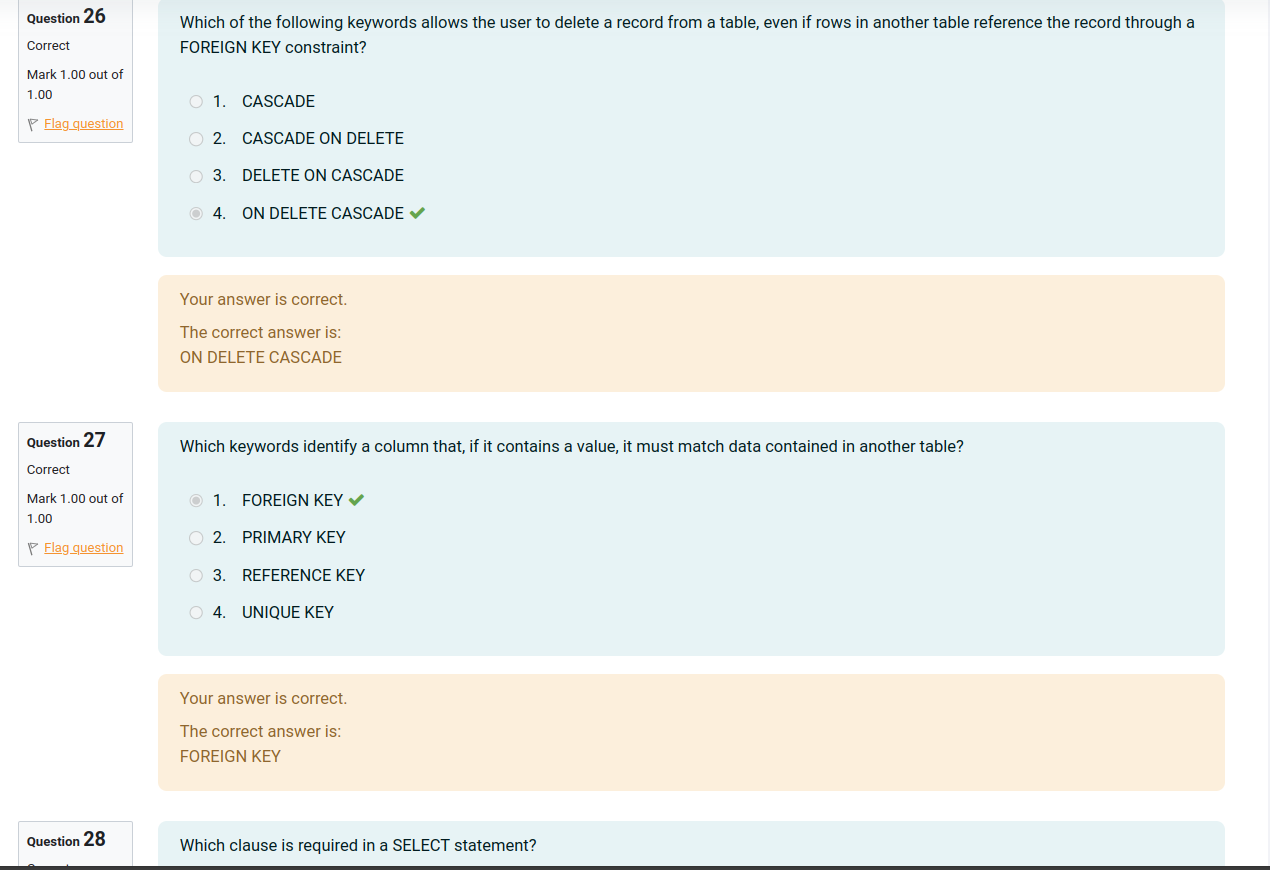 Question 26
Correct
Mark 1.00 out of
1.00
Flag question
Which of the following keywords allows the user to delete a record from a table, even if rows in another table reference the record through a
FOREIGN KEY constraint?
1. CASCADE
2. CASCADE ON DELETE
3. DELETE ON CASCADE
4. ON DELETE CASCADE
Your answer is correct.
The correct answer is:
ON DELETE CASCADE
Question 27
Correct
Mark 1.00 out of
1.00
Flag question
Which keywords identify a column that, if it contains a value, it must match data contained in another table?
1. FOREIGN KEY
2. PRIMARY KEY
3. REFERENCE KEY
4. UNIQUE KEY
Your answer is correct.
The correct answer is:
FOREIGN KEY
Question 28
Which clause is required in a SELECT statement?